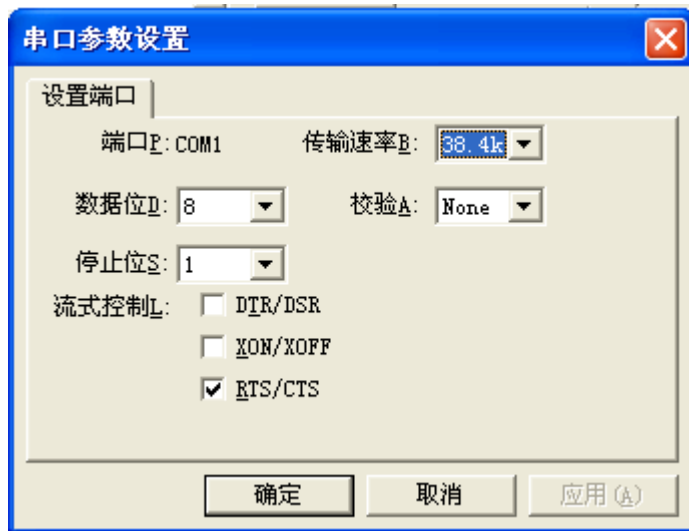 串口参数设置
设置端口
端口P: COM1 传输速率B: 38.4k
数据位D: 8 校验A: None
停止位S: 1
流式控制L: DTR/DSR
XON/XOFF
RTS/CTS
确定 取消 应用(A)